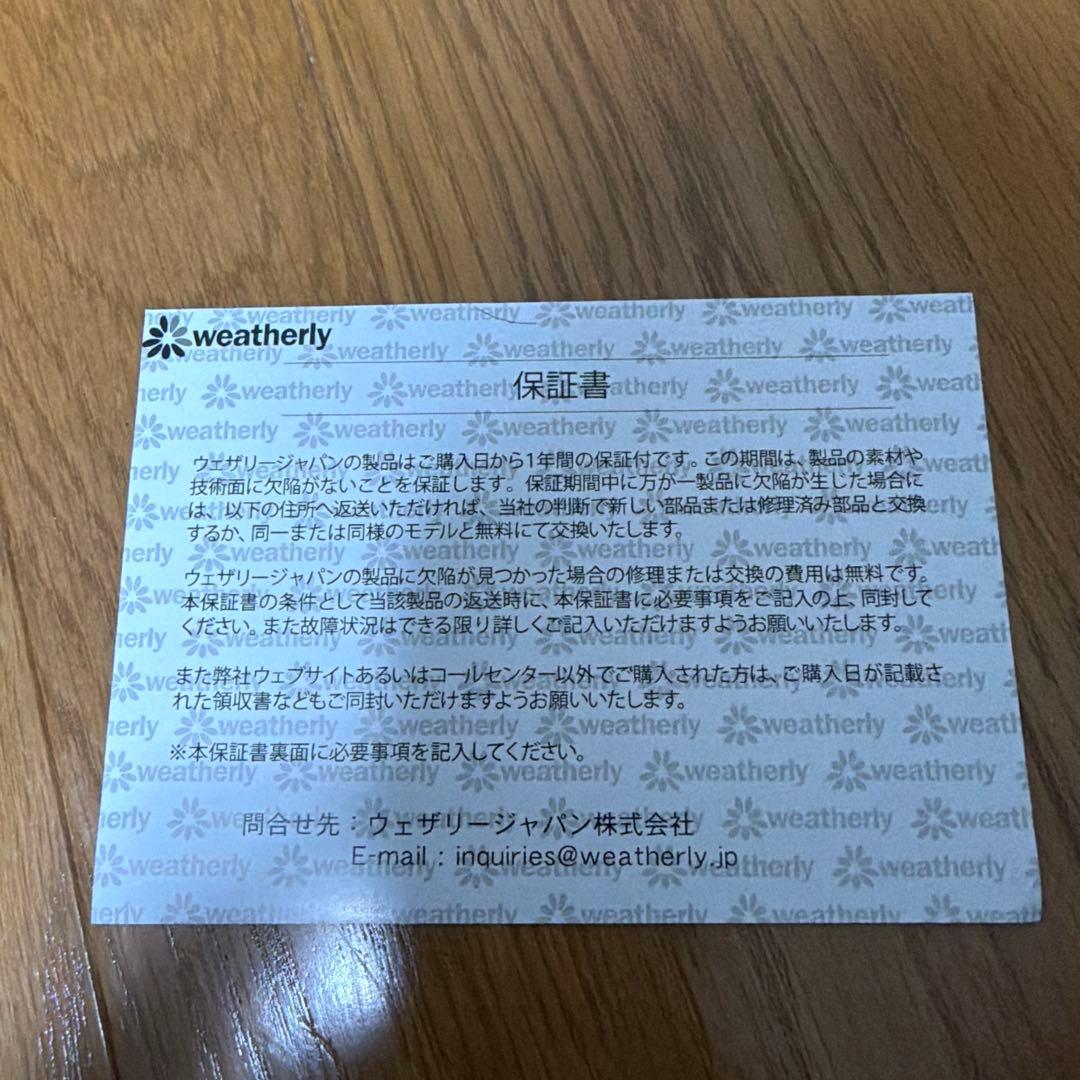 weatherly
保証書
ウェザリージャパンの製品はご購入日から1年間の保証付です。この期間は、製品の素材や
技術面に欠陥がないことを保証します。保証期間中に万が一製品に欠陥が生じた場合に
は、以下の住所へ返送いただければ、当社の判断で新しい部品または修理済み部品と交換
するか、同一または同様のモデルと無料にて交換いたします。
ウェザリージャパンの製品に欠陥が見つかった場合の修理または交換の費用は無料です。
本保証書の条件として当該製品の返送時に、本保証書に必要事項をご記入の上、同封して
ください。また故障状況はできる限り詳しくご記入いただけますようお願いいたします。
また弊社ウェブサイトあるいはコールセンター以外でご購入された方は、ご購入日が記載さ
れた領収書などもご同封いただけますようお願いいたします。
※本保証書裏面に必要事項を記入してください。
問合せ先：ウェザリージャパン株式会社
E-mail : inquiries@weatherly.jp